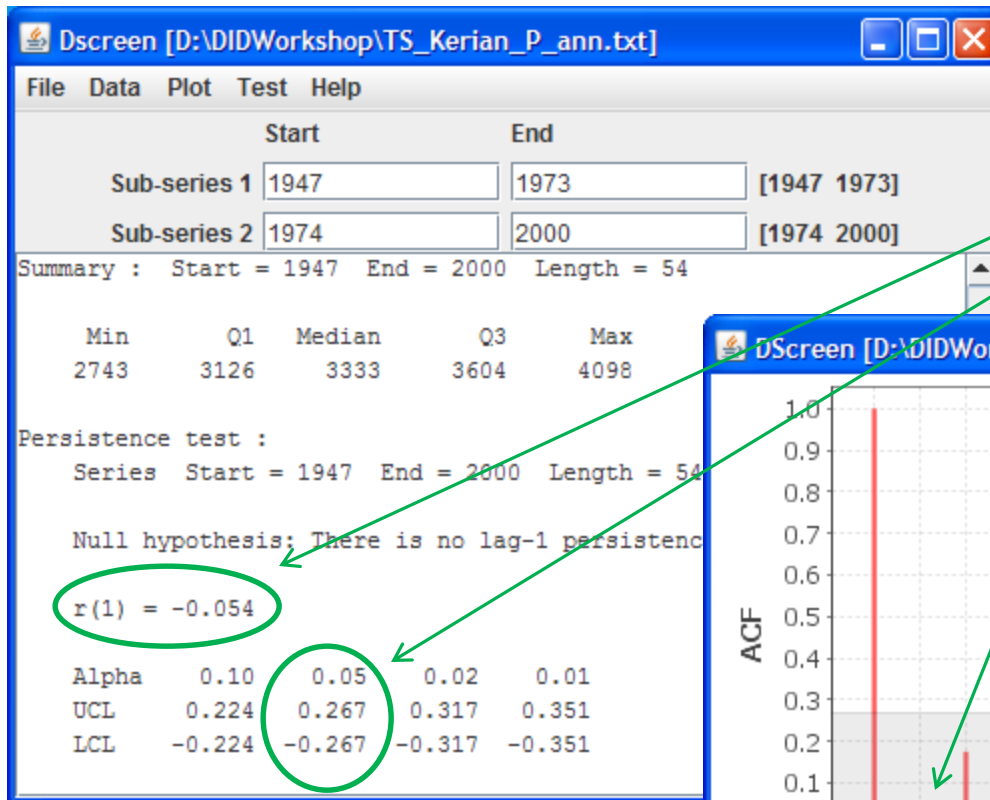 Dscreen [D:\DIDWorkshop\TS_Kerian_P_ann.txt]
File Data Plot Test Help
Start End
Sub-series 1 1947 1973 [1947 1973]
Sub-series 2 1974 2000 [1974 2000]
Summary : Start = 1947 End = 2000 Length = 54
Min Q1 Median Q3 Max
2743 3126 3333 3604 4098
Persistence test :
Series Start = 1947 End = 2000 Length = 54
Null hypothesis: There is no lag-1 persistenc
r(1) = -0.054
Alpha 0.10 0.05 0.02 0.01
UCL 0.224 0.267 0.317 0.351
LCL -0.224 -0.267 -0.317 -0.351
DScreen [D:\DIDWor
ACF
1.0
0.9
0.8
0.7
0.6
0.5
0.4
0.3
0.2
0.1